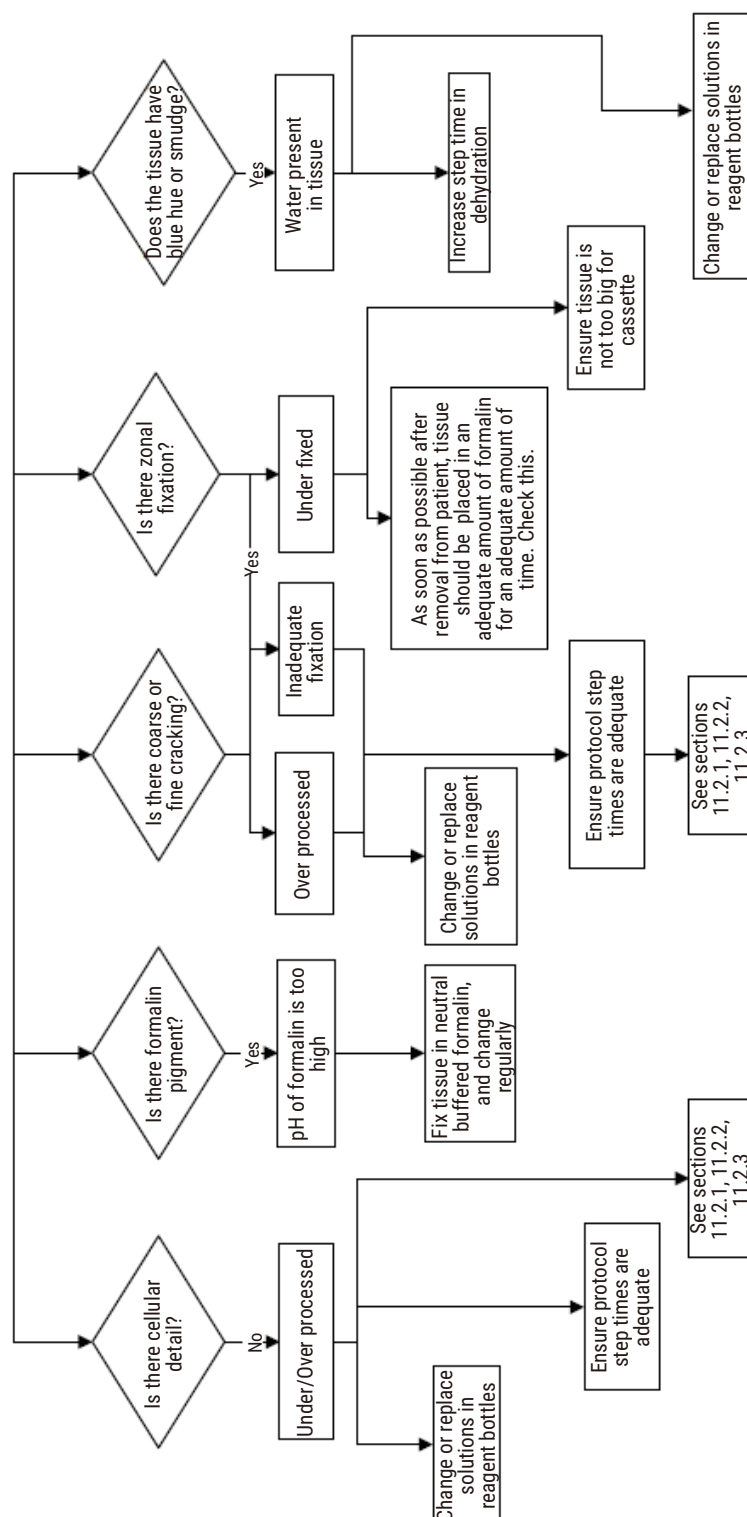 Is there cellular
detail?
No
Under/Over processed
Change or replace
solutions in
reagent bottles
Ensure protocol
step times are
adequate
See sections
11.2.1, 11.2.2,
11.2.3
Is there formalin
pigment?
Yes
pH of formalin is too
high
Fix tissue in neutral
buffered formalin,
and change
regularly
Is there coarse or
fine cracking?
Yes
Over processed
Inadequate
fixation
Change or replace
solutions in reagent
bottles
Ensure protocol step
times are adequate
See sections
11.2.1, 11.2.2,
11.2.3
Is there zonal
fixation?
Under fixed
As soon as possible after
removal from patient, tissue
should be placed in an
adequate amount of formalin
for an adequate amount of
time. Check this.
Ensure tissue is
not too big for
cassette
Does the tissue have
blue hue or smudge?
Yes
Water present
in tissue
Increase step time in
dehydration
Change or replace solutions in
reagent bottles